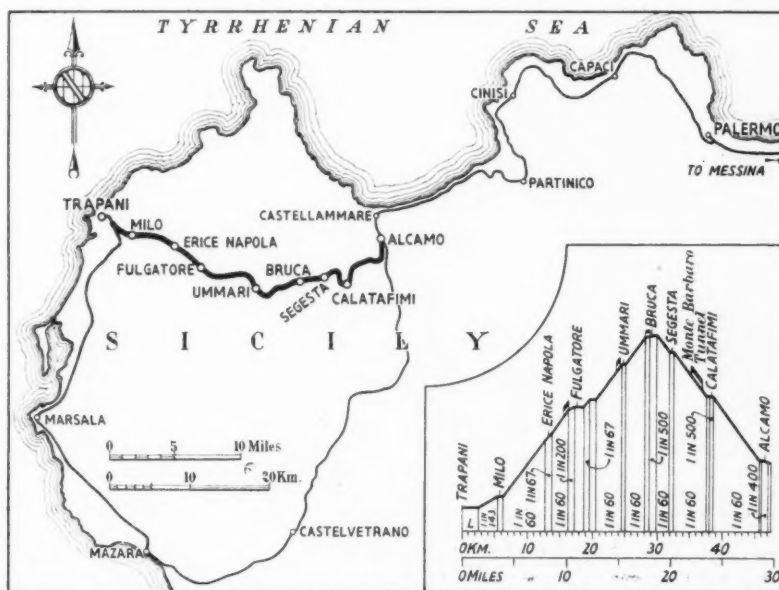 TYRRHENIAN SEA
CAPACI
CINISI
PALERMO
TO MESSINA
PARTINICO
TRAPANI
CASTELLAMMARE
MILO
ALCAMO
ERICE NAPOLA
FULGATORE
BRUCA
UMMARI
SEGESTA
CALATAFIMI
SICILY
MARSALA
0 5 10 Miles
0 10 20 Km.
CASTELVETRANO
MAZARA
TRAPANI
MILO
ERICE NAPOLA
FULGATORE
UMMARI
BRUCA
SEGESTA
Monte Barbaro
Tunnel
CALATAFIMI
ALCAMO
L
1 IN 143
1 IN 60
1 IN 67
1 IN 60
1 IN 200
1 IN 67
1 IN 60
1 IN 60
1 IN 500
1 IN 60
1 IN 60
1 IN 500
1 IN 60
1 IN 400
0 KM. 10 20 30 40
0 MILES 10 20 30